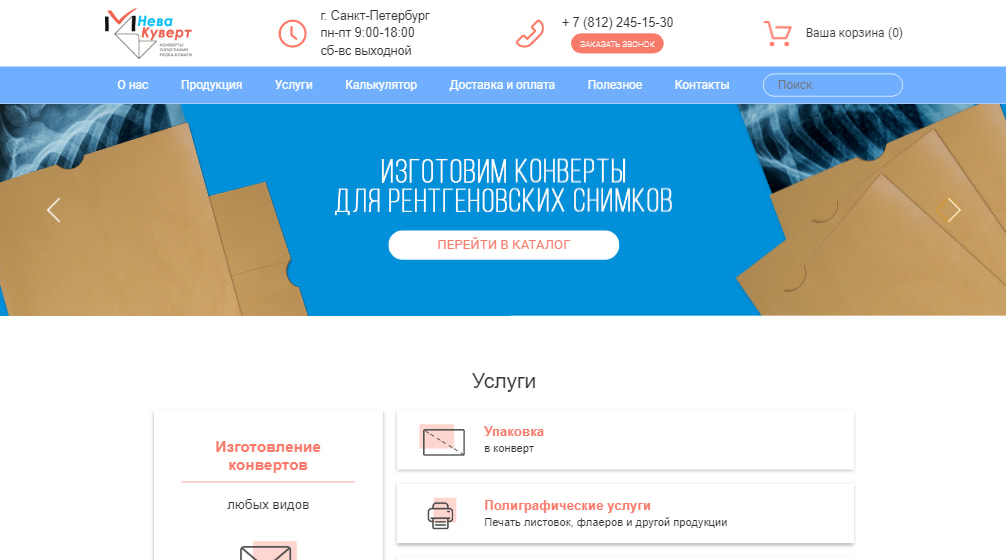 Нева
Куверт
КОНВЕРТЫ
ТИПОГРАФИЯ
РЕЗКА БУМАГИ
г. Санкт-Петербург
пн-пт 9:00-18:00
сб-вс выходной
+ 7 (812) 245-15-30
ЗАКАЗАТЬ ЗВОНОК
Ваша корзина (0)
О нас Продукция Услуги Калькулятор Доставка и оплата Полезное Контакты Поиск
ИЗГОТОВИМ КОНВЕРТЫ
ДЛЯ РЕНТГЕНОВСКИХ СНИМКОВ
ПЕРЕЙТИ В КАТАЛОГ
Услуги
Изготовление
конвертов
любых видов
Упаковка
в конверт
Полиграфические услуги
Печать листовок, флаеров и другой продукции